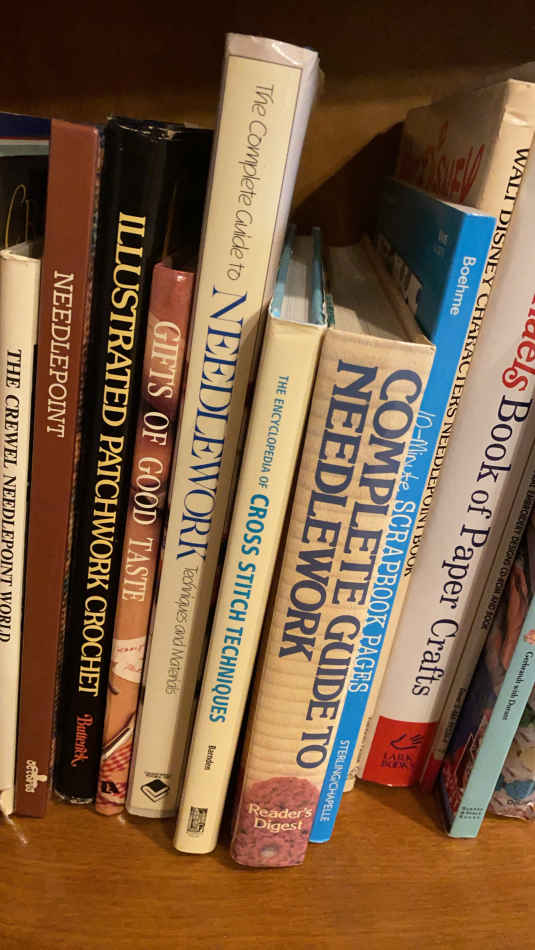 THE CREWEL NEEDLEPOINT WORLD
NEEDLEPOINT
octopus
ILLUSTRATED PATCHWORK CROCHET
Butterick
GIFTS OF GOOD TASTE
The Complete Guide to
NEEDLEWORK
Techniques and Materials
THE ENCYCLOPEDIA OF
CROSS STITCH TECHNIQUES
Barnden
COMPLETE GUIDE TO
NEEDLEWORK
Reader's
Digest
Boehme
10-Minute SCRAPBOOK PAGES
STERLING/CHAPELLE
WALT DISNEY CHARACTERS NEEDLEPOINT BOOK
Book of Paper Crafts
LARK
BOOKS